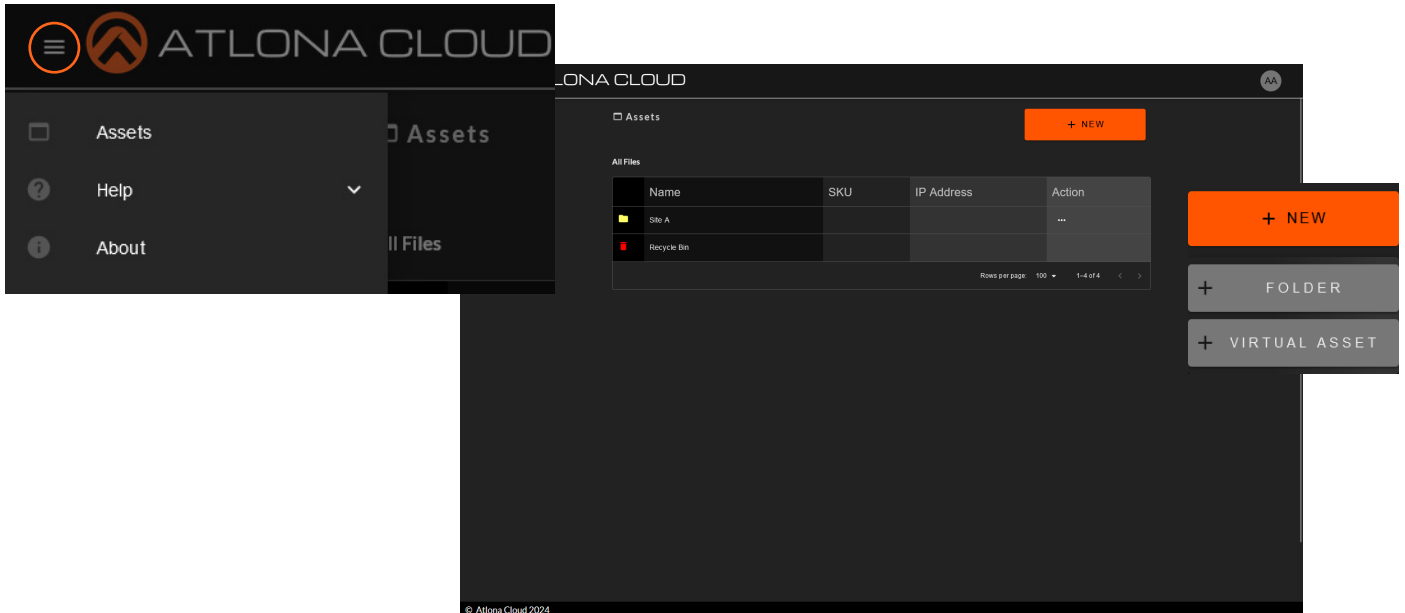 ATLONA CLOUD
Assets
Help
About
Assets
ll Files
LONA CLOUD
AA
Assets
+ NEW
All Files
Name SKU IP Address Action
Site A ...
Recycle Bin
Rows per page: 100 1–4 of 4 < >
+ NEW
+ FOLDER
+ VIRTUAL ASSET
© Atlona Cloud 2024